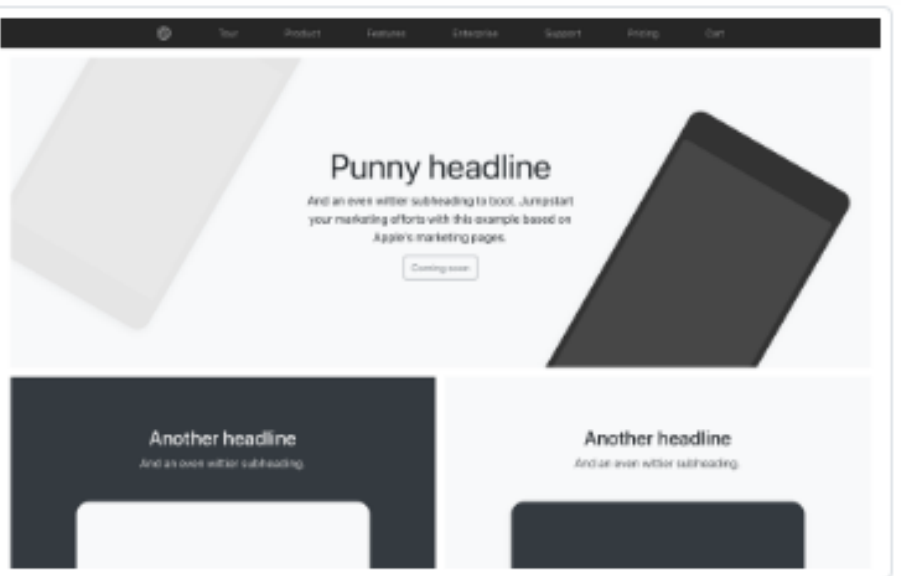 Tour Product Features Enterprise Support Pricing Cart
Punny headline
And an even wittier subheading to boot. Jumpstart
your marketing efforts with this example based on
Apple's marketing pages.
Coming soon
Another headline
And an even wittier subheading.
Another headline
And an even wittier subheading.